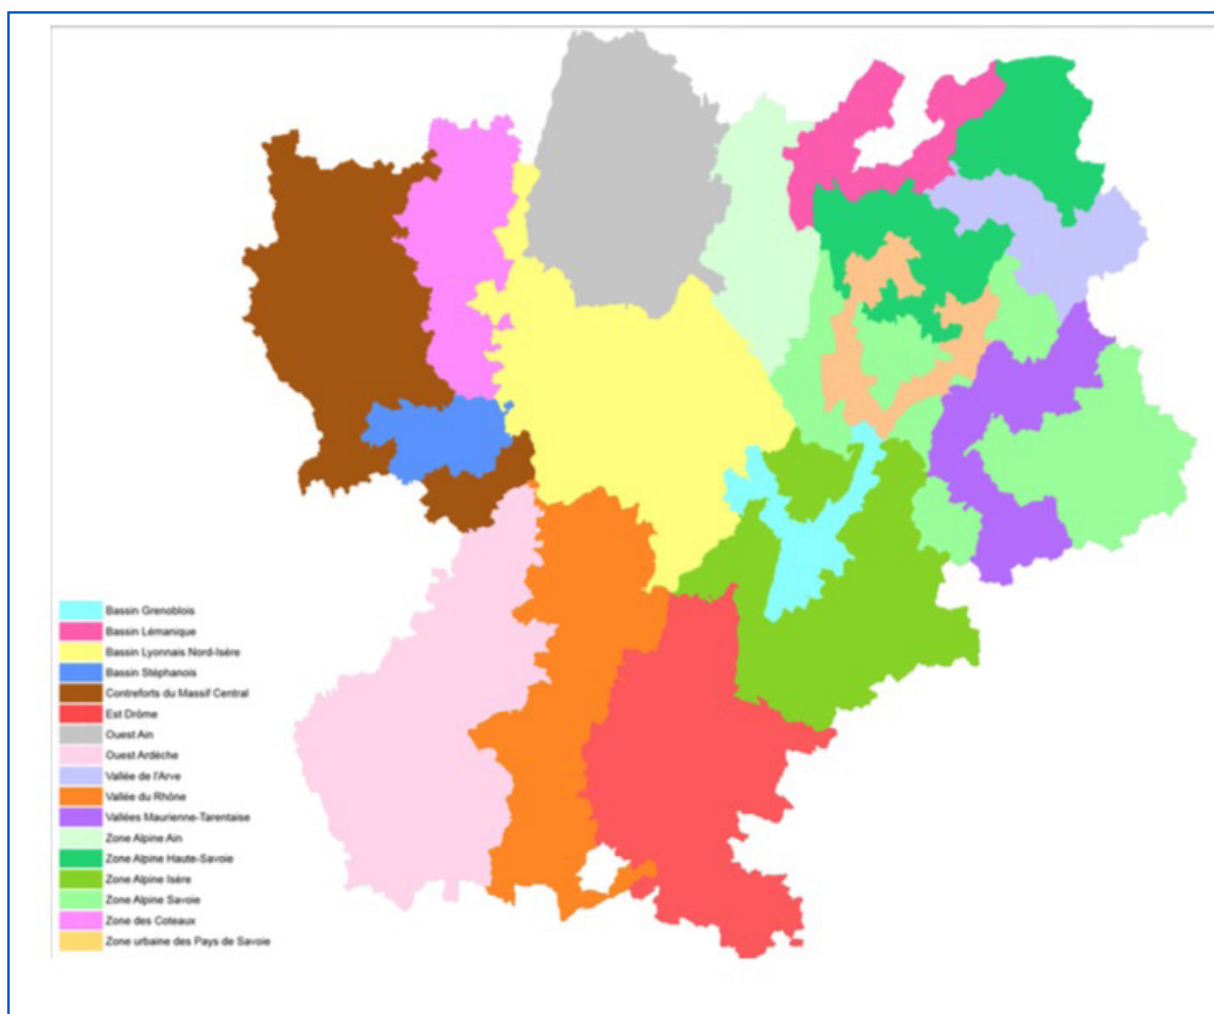 Bassin Grenoblois
Bassin Lémanique
Bassin Lyonnais Nord-Isère
Bassin Stéphanois
Contreforts du Massif Central
Est Drôme
Ouest Ain
Ouest Ardèche
Vallée de l'Arve
Vallée du Rhône
Vallées Maurienne-Tarentaise
Zone Alpine Ain
Zone Alpine Haute-Savoie
Zone Alpine Isère
Zone Alpine Savoie
Zone des Coteaux
Zone urbaine des Pays de Savoie